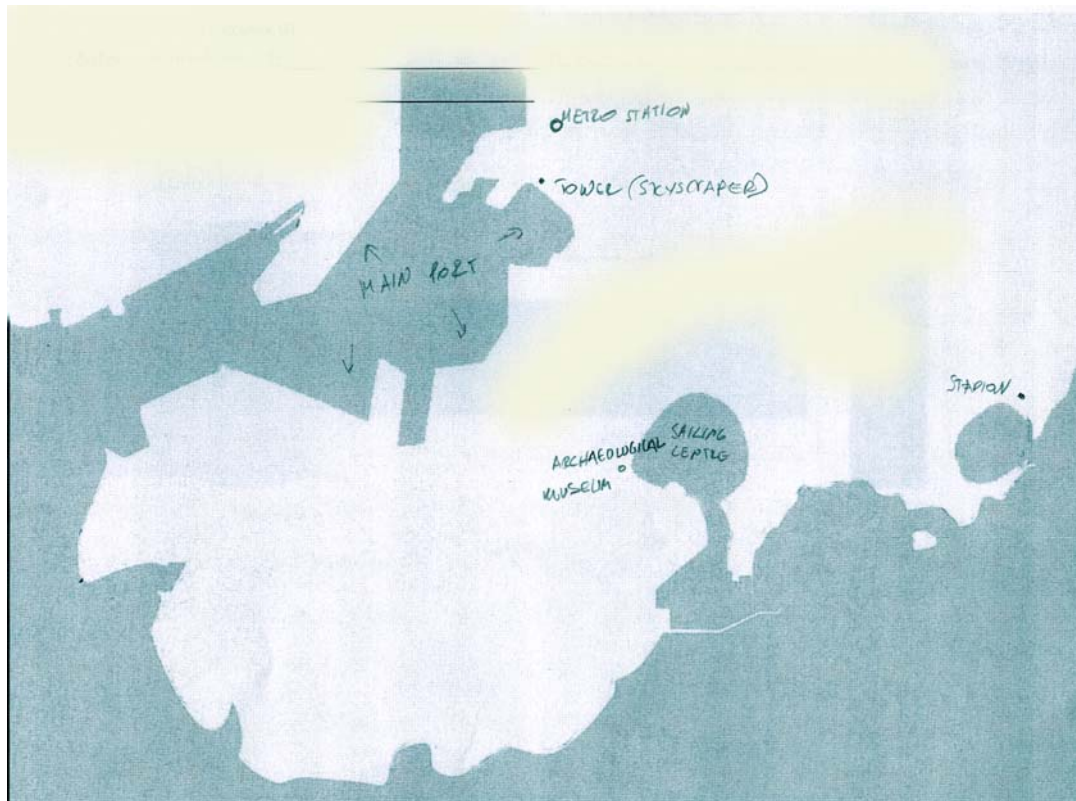 METRO STATION
TOWER (SKYSCRAPER)
MAIN PORT
STADION
SAILING
CENTRE
ARCHAEOLOGICAL
MUSEUM